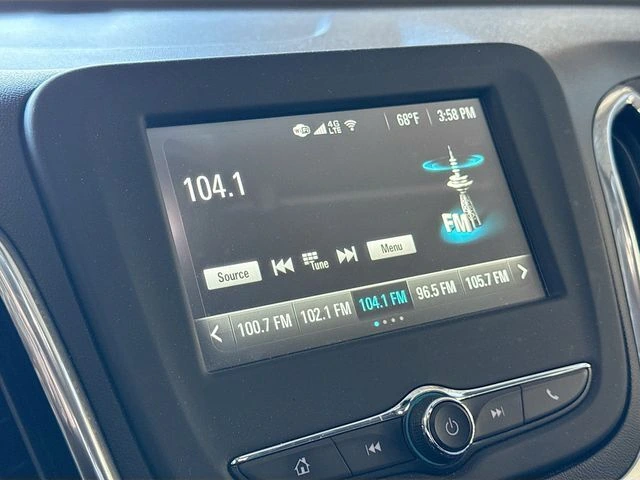 4G
LTE
68°F
3:58 PM
104.1
FM
Source
Tune
Menu
100.7 FM
102.1 FM
104.1 FM
96.5 FM
105.7 FM